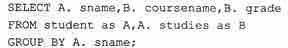 SELECT A. sname,B. coursename,B. grade
FROM student as A,A. studies as B
GROUP BY A. sname;